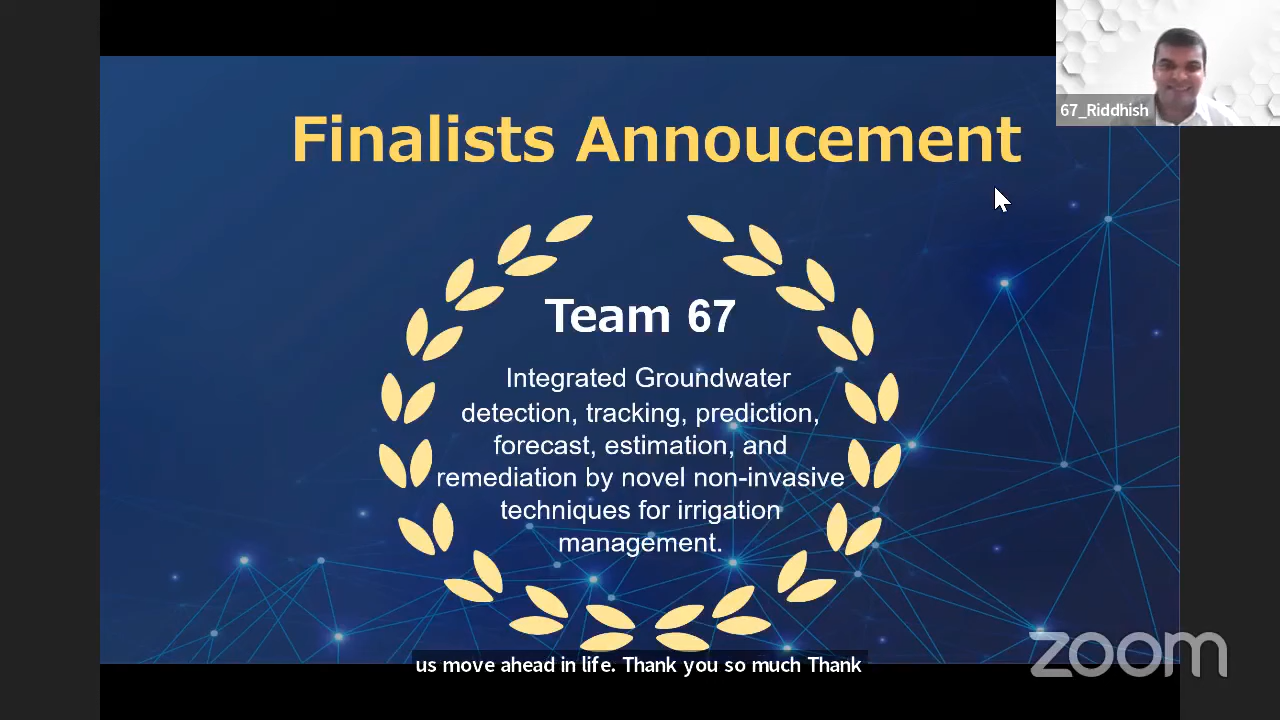 67_Riddhish
Finalists Annoucement
Team 67
Integrated Groundwater
detection, tracking, prediction,
forecast, estimation, and
remediation by novel non-invasive
techniques for irrigation
management.
zoom
us move ahead in life. Thank you so much Thank